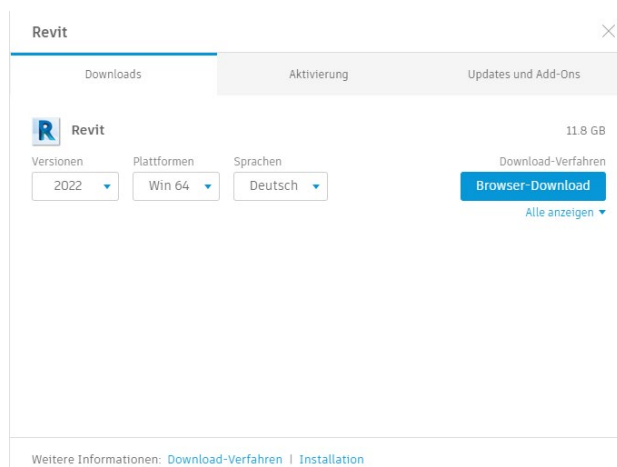 Revit
Downloads Aktivierung Updates und Add-Ons
R Revit 11.8 GB
Versionen Plattformen Sprachen Download-Verfahren
2022 Win 64 Deutsch Browser-Download
Alle anzeigen
Weitere Informationen: Download-Verfahren | Installation